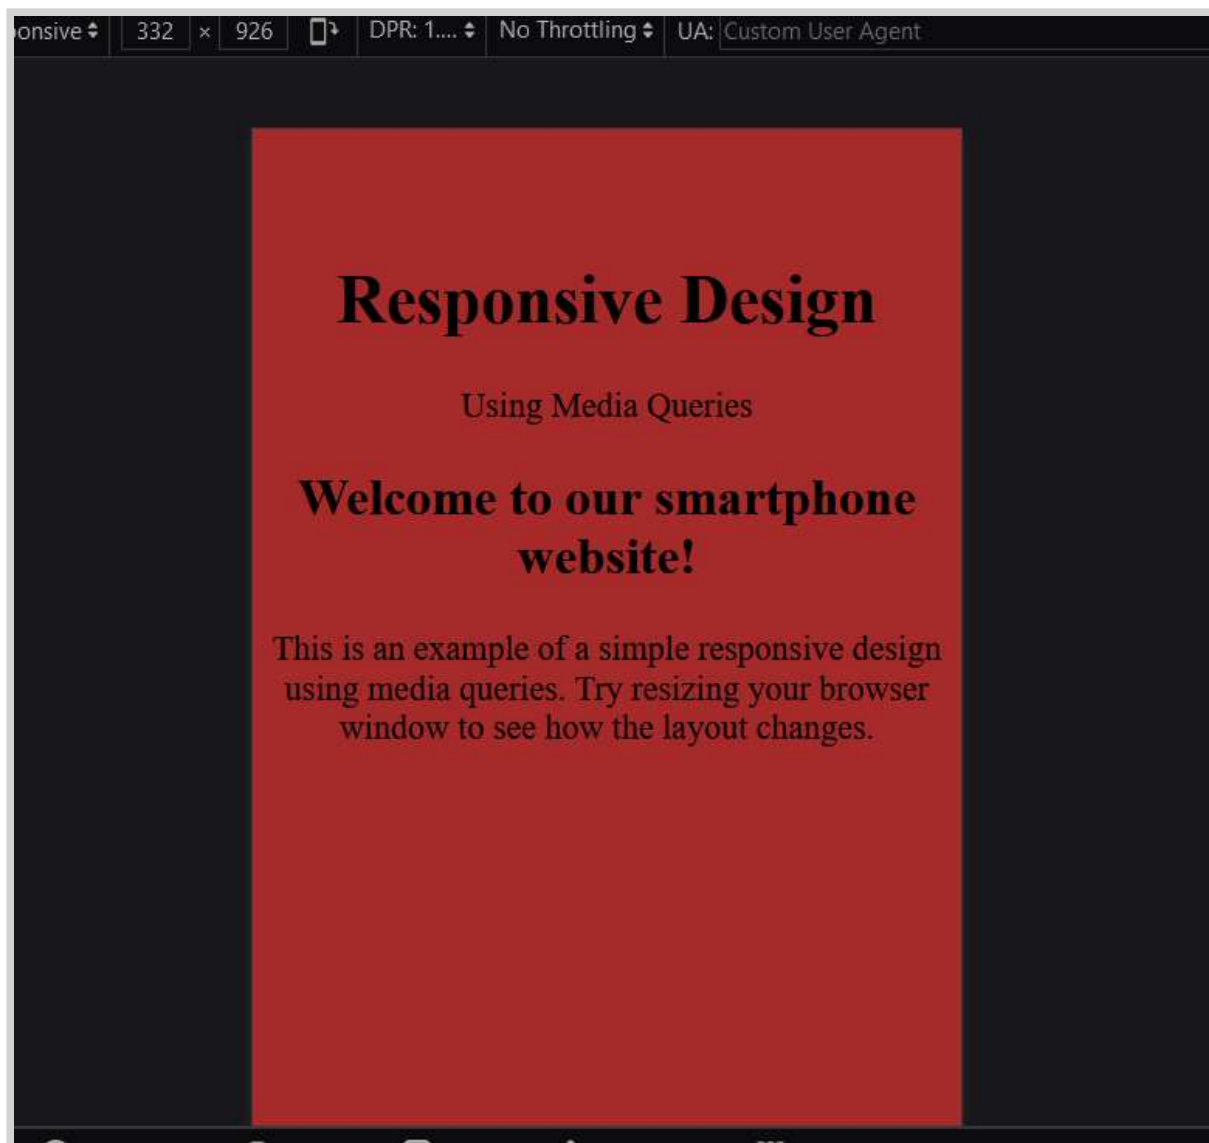 onsive 332 × 926 DPR: 1.... No Throttling UA: Custom User Agent
Responsive Design
Using Media Queries
Welcome to our smartphone
website!
This is an example of a simple responsive design
using media queries. Try resizing your browser
window to see how the layout changes.